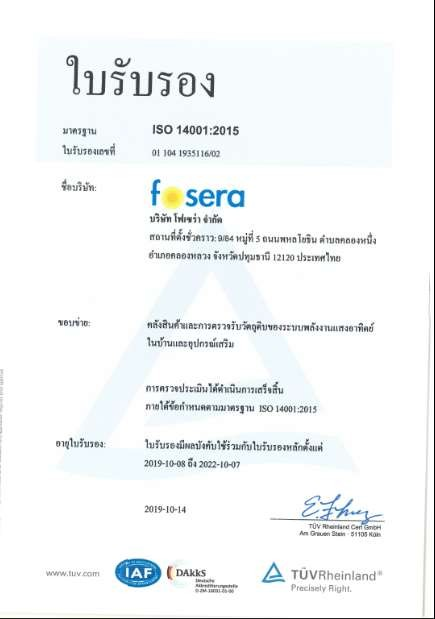 ใบรับรอง
มาตรฐาน ISO 14001:2015
ใบรับรองเลขที่ 01 104 1935116/02
ชื่อบริษัท: fosera
บริษัท โฟเซร่า จำกัด
สถานที่ตั้งชั่วคราว: 9/64 หมู่ที่ 5 ถนนพหลโยธิน ตำบลคลองหนึ่ง
อำเภอคลองหลวง จังหวัดปทุมธานี 12120 ประเทศไทย
ขอบข่าย: คลังสินค้าและการตรวจรับวัตถุดิบของระบบพลังงานแสงอาทิตย์
ในบ้านและอุปกรณ์เสริม
การตรวจประเมินได้ดำเนินการเสร็จสิ้น
ภายใต้ข้อกำหนดตามมาตรฐาน ISO 14001:2015
อายุใบรับรอง: ใบรับรองมีผลบังคับใช้ร่วมกับใบรับรองหลักตั้งแต่
2019-10-08 ถึง 2022-10-07
2019-10-14
TÜV Rheinland Cert GmbH
Am Grauen Stein · 51105 Köln
www.tuv.com
IAF
DAkkS
Deutsche
Akkreditierungsstelle
TÜVRheinland®
Precisely Right.